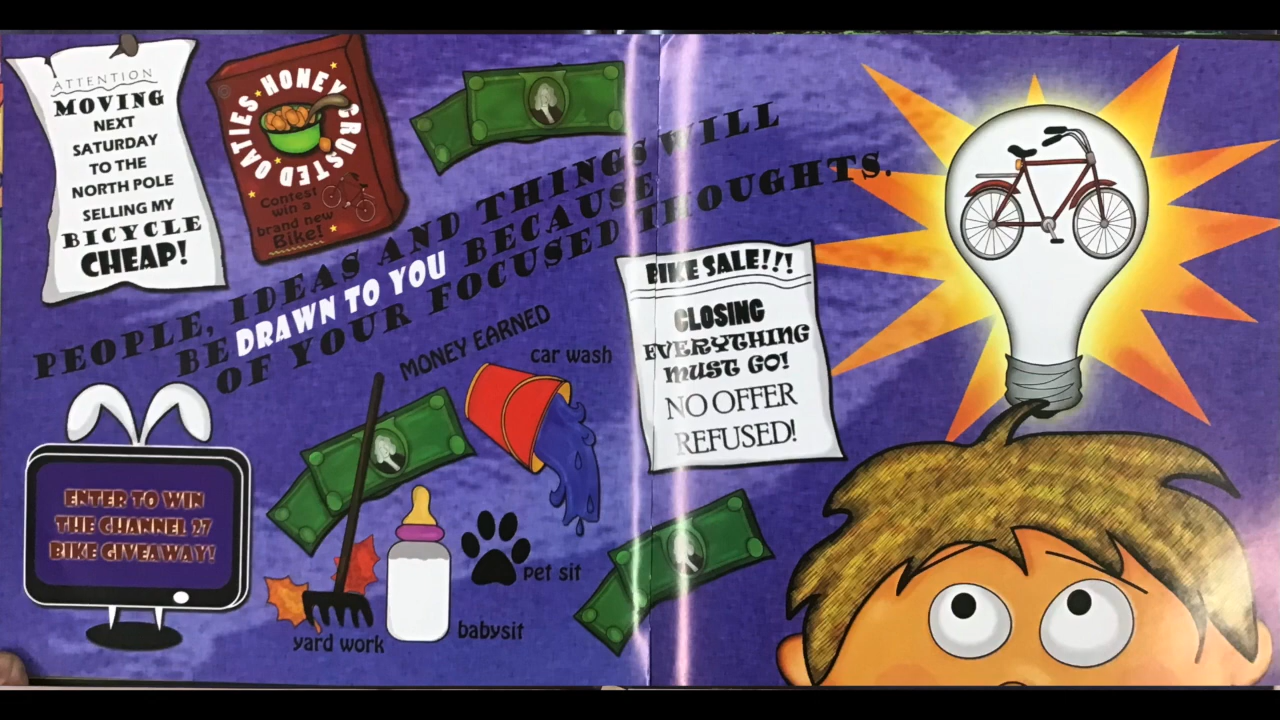 ATTENTION
MOVING
NEXT
SATURDAY
TO THE
NORTH POLE
SELLING MY
BICYCLE
CHEAP!
HONEY
CRUSTED
OATIES
Contest
win a
brand new
Bike!
PEOPLE, IDEAS AND THINGS WILL
BE DRAWN TO YOU BECAUSE
OF YOUR FOCUSED THOUGHTS.
BIKE SALE!!!
CLOSING
EVERYTHING
MUST GO!
NO OFFER
REFUSED!
MONEY EARNED
car wash
ENTER TO WIN
THE CHANNEL 27
BIKE GIVEAWAY!
pet sit
babysit
yard work